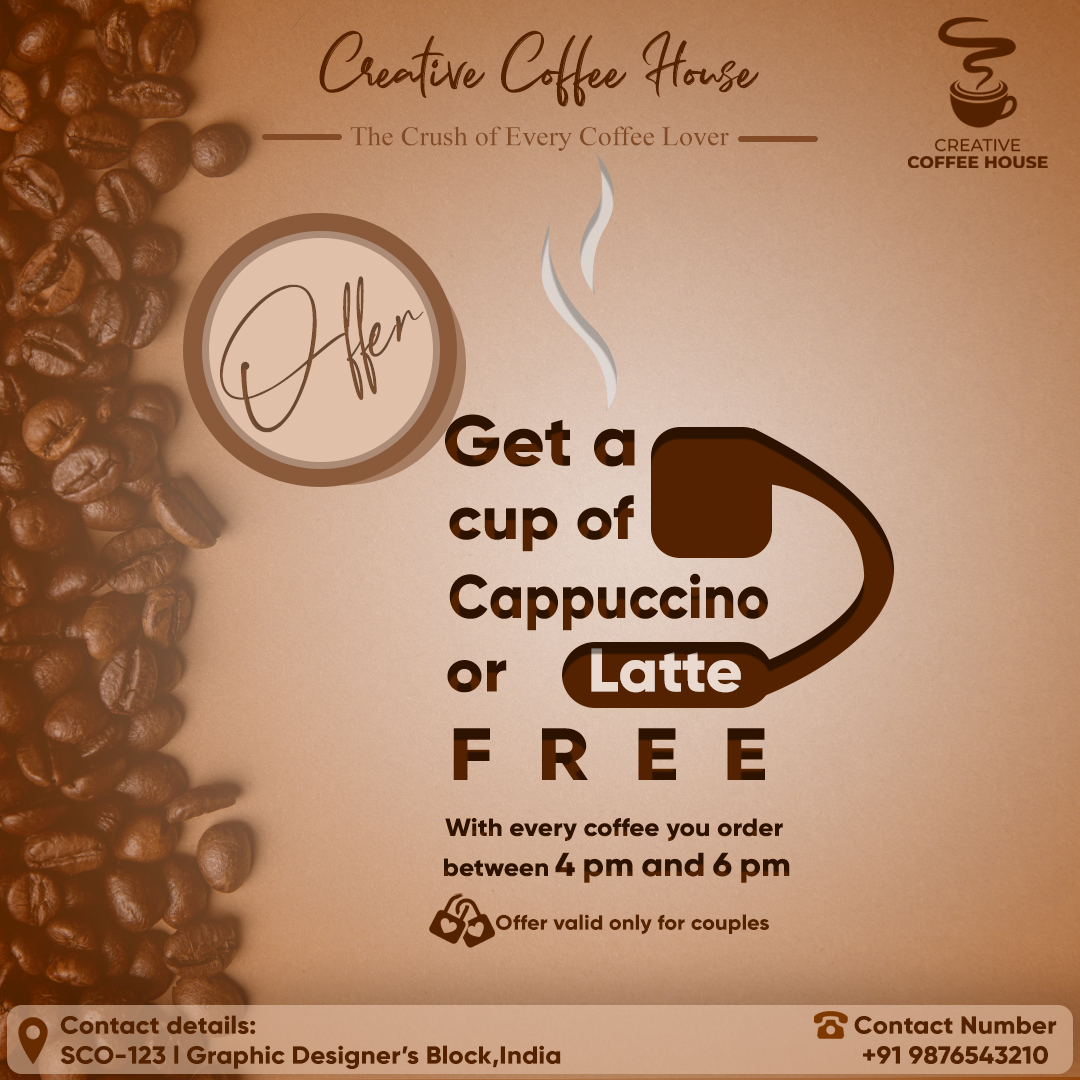 Creative Coffee House
The Crush of Every Coffee Lover
CREATIVE
COFFEE HOUSE
Offer
Get a
cup of
Cappuccino
or Latte
FREE
With every coffee you order
between 4 pm and 6 pm
Offer valid only for couples
Contact details:
SCO-123 | Graphic Designer's Block,India
Contact Number
+91 9876543210